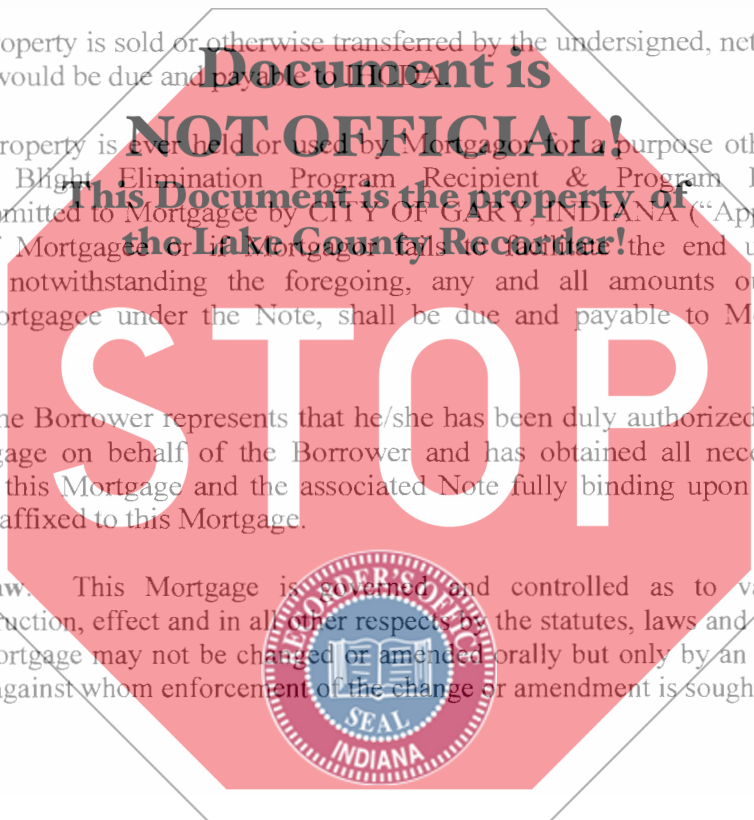 roperty is sold or otherwise transferred by the undersigned, net
Document is
would be due and payable to IHCDA.
NOT OFFICIAL!
roperty is ever held or used by Mortgagor for a purpose oth
Blight Elimination Program Recipient & Program
This Document is the property of
mitted to Mortgagee by CITY OF GARY, INDIANA ("App
the Lake County Recorder!
Mortgagee or if Mortgagor fails to facilitate the end u
notwithstanding the foregoing, any and all amounts o
ortgagee under the Note, shall be due and payable to M
STOP
he Borrower represents that he/she has been duly authorized
gage on behalf of the Borrower and has obtained all nece
this Mortgage and the associated Note fully binding upon
affixed to this Mortgage.
aw. This Mortgage is governed and controlled as to va
ruction, effect and in all other respects by the statutes, laws and
ortgage may not be changed or amended orally but only by an
gainst whom enforcement of the change or amendment is sough
RECORDER'S OFFICE
SEAL
INDIANA